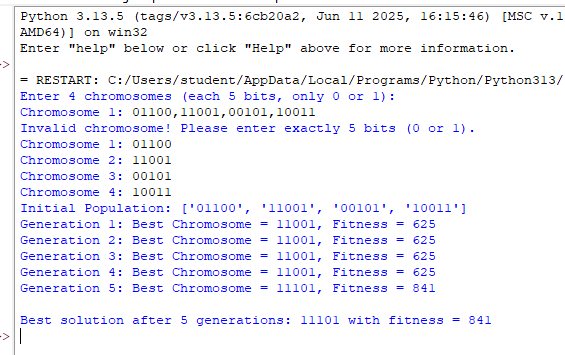 Python 3.13.5 (tags/v3.13.5:6cb20a2, Jun 11 2025, 16:15:46) [MSC v.1
AMD64)] on win32
Enter "help" below or click "Help" above for more information.
>
= RESTART: C:/Users/student/AppData/Local/Programs/Python/Python313/
Enter 4 chromosomes (each 5 bits, only 0 or 1):
Chromosome 1: 01100,11001,00101,10011
Invalid chromosome! Please enter exactly 5 bits (0 or 1).
Chromosome 1: 01100
Chromosome 2: 11001
Chromosome 3: 00101
Chromosome 4: 10011
Initial Population: ['01100', '11001', '00101', '10011']
Generation 1: Best Chromosome = 11001, Fitness = 625
Generation 2: Best Chromosome = 11001, Fitness = 625
Generation 3: Best Chromosome = 11001, Fitness = 625
Generation 4: Best Chromosome = 11001, Fitness = 625
Generation 5: Best Chromosome = 11101, Fitness = 841
Best solution after 5 generations: 11101 with fitness = 841
>